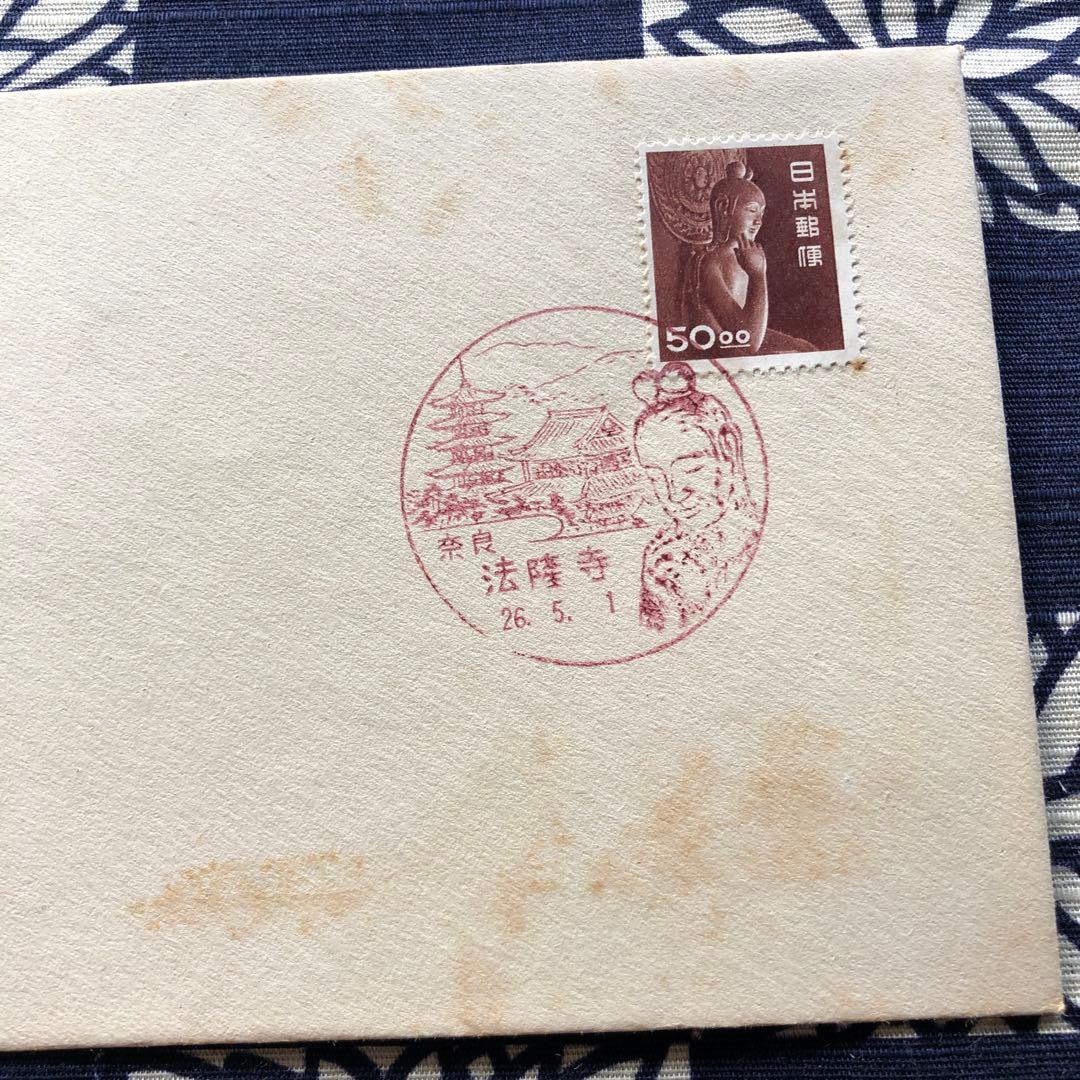 日本郵便
50.00
奈良
法隆寺
26. 5. 1